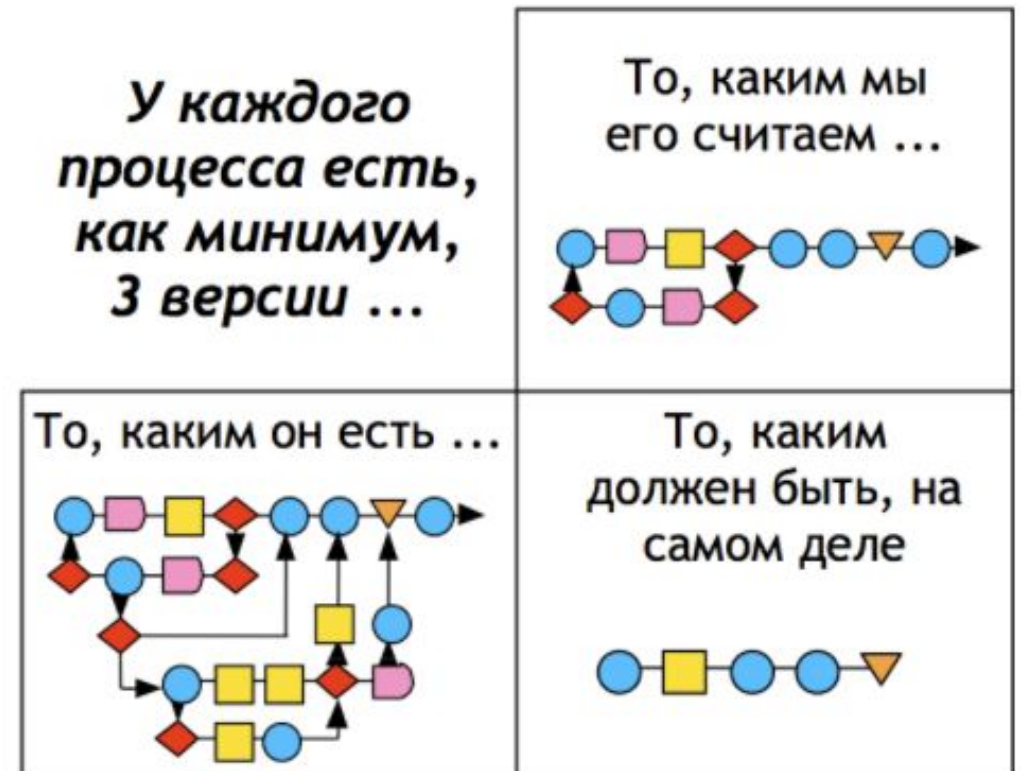 У каждого
процесса есть,
как минимум,
3 версии ...
То, каким мы
его считаем ...
То, каким он есть ...
То, каким
должен быть, на
самом деле